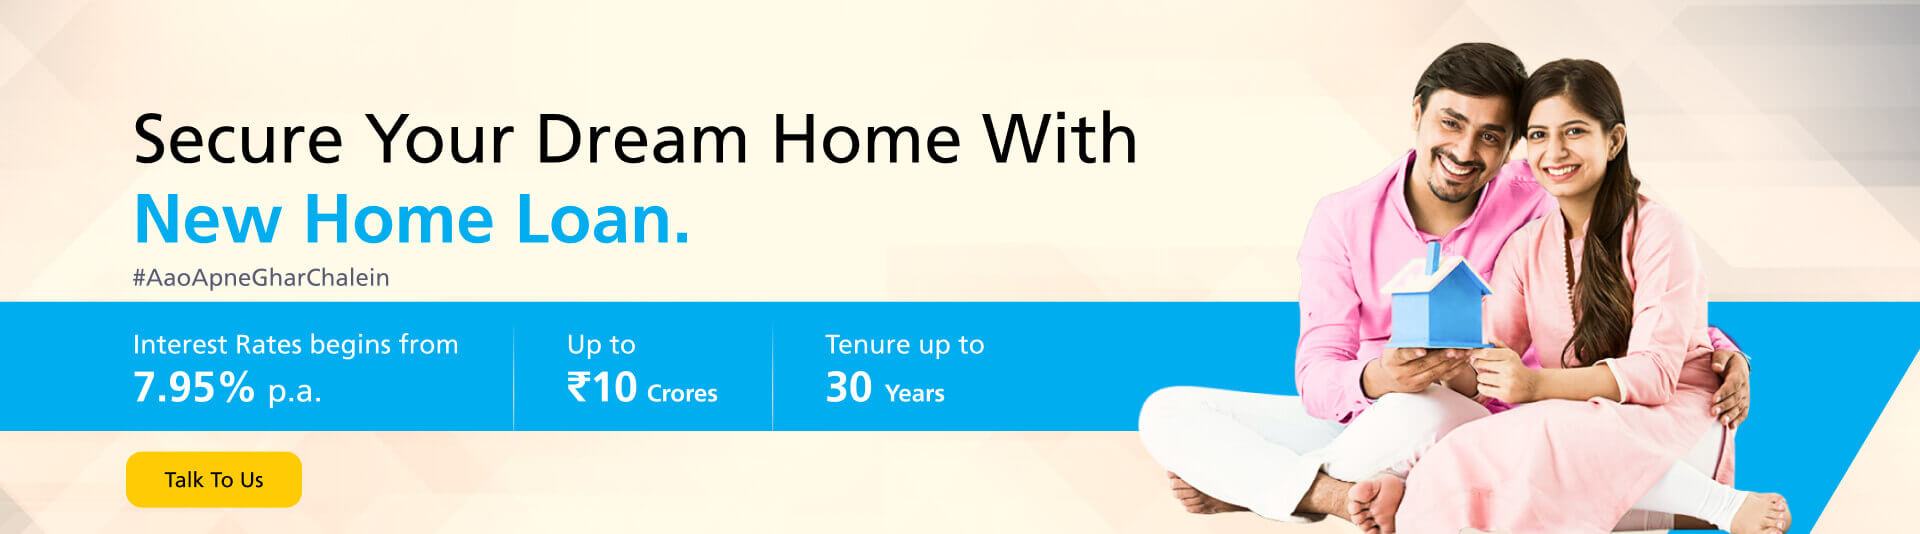 Secure Your Dream Home With
New Home Loan.
#AaoApneGharChalein
Interest Rates begins from
7.95% p.a.
Up to
₹10 Crores
Tenure up to
30 Years
Talk To Us